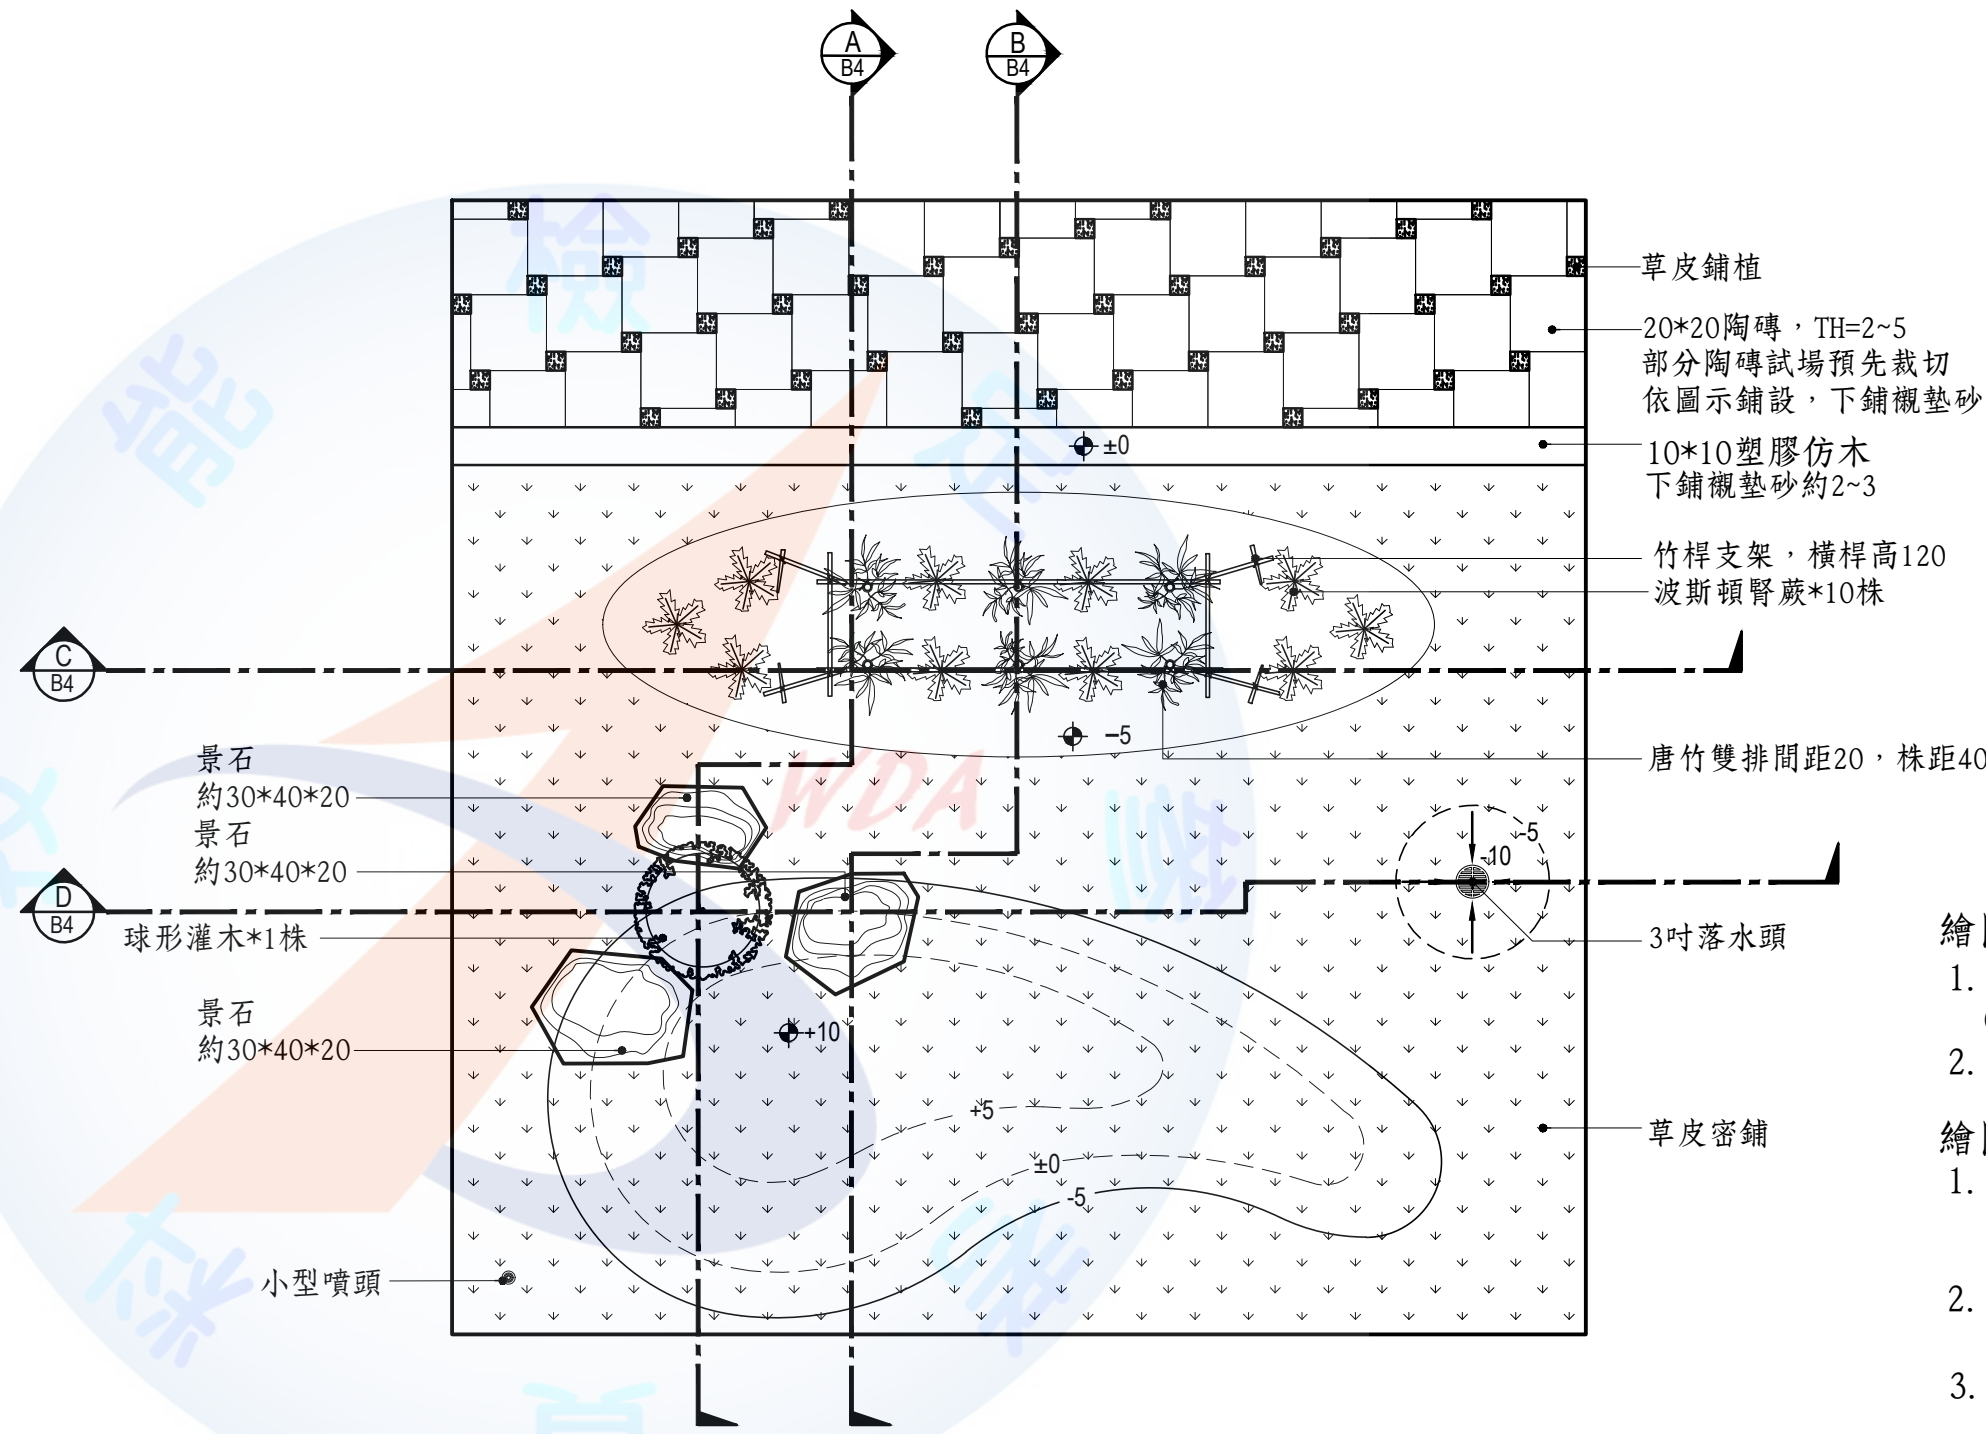 A
B4
B
B4
草皮鋪植
20*20陶磚，TH=2~5
部分陶磚試場預先裁切
依圖示鋪設，下鋪襯墊砂
±0
10*10塑膠仿木
下鋪襯墊砂約2~3
竹桿支架，橫桿高120
波斯頓腎蕨*10株
C
B4
-5
唐竹雙排間距20，株距40
景石
約30*40*20
景石
約30*40*20
-5
-10
D
B4
球形灌木*1株
3吋落水頭
景石
約30*40*20
+10
+5
±0
-5
草皮密鋪
小型噴頭
繪
1.
2.
繪
1.
2.
3.
WDA
技
能
檢
定